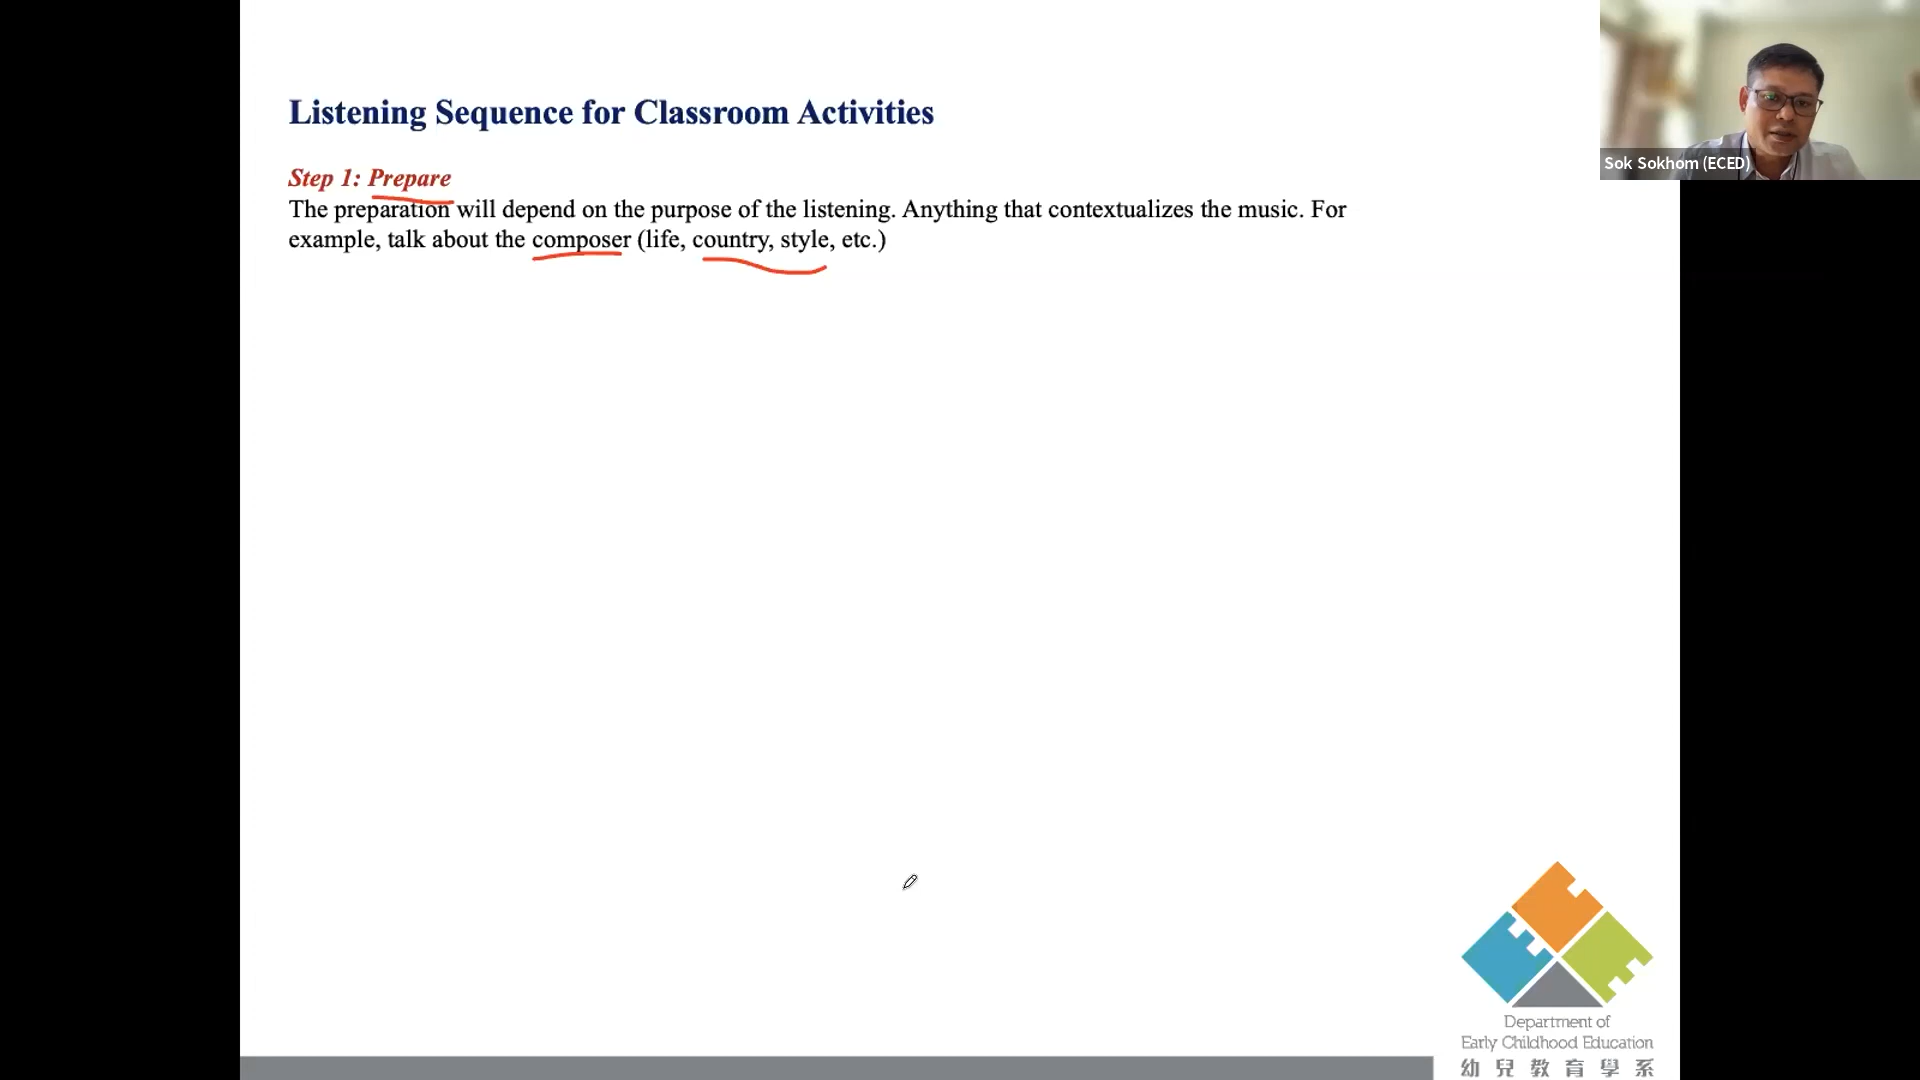 Listening Sequence for Classroom Activities
Sok Sokhom (ECED)
Step 1: Prepare
The preparation will depend on the purpose of the listening. Anything that contextualizes the music. For
example, talk about the composer (life, country, style, etc.)
Department of
Early Childhood Education
幼兒教育學系